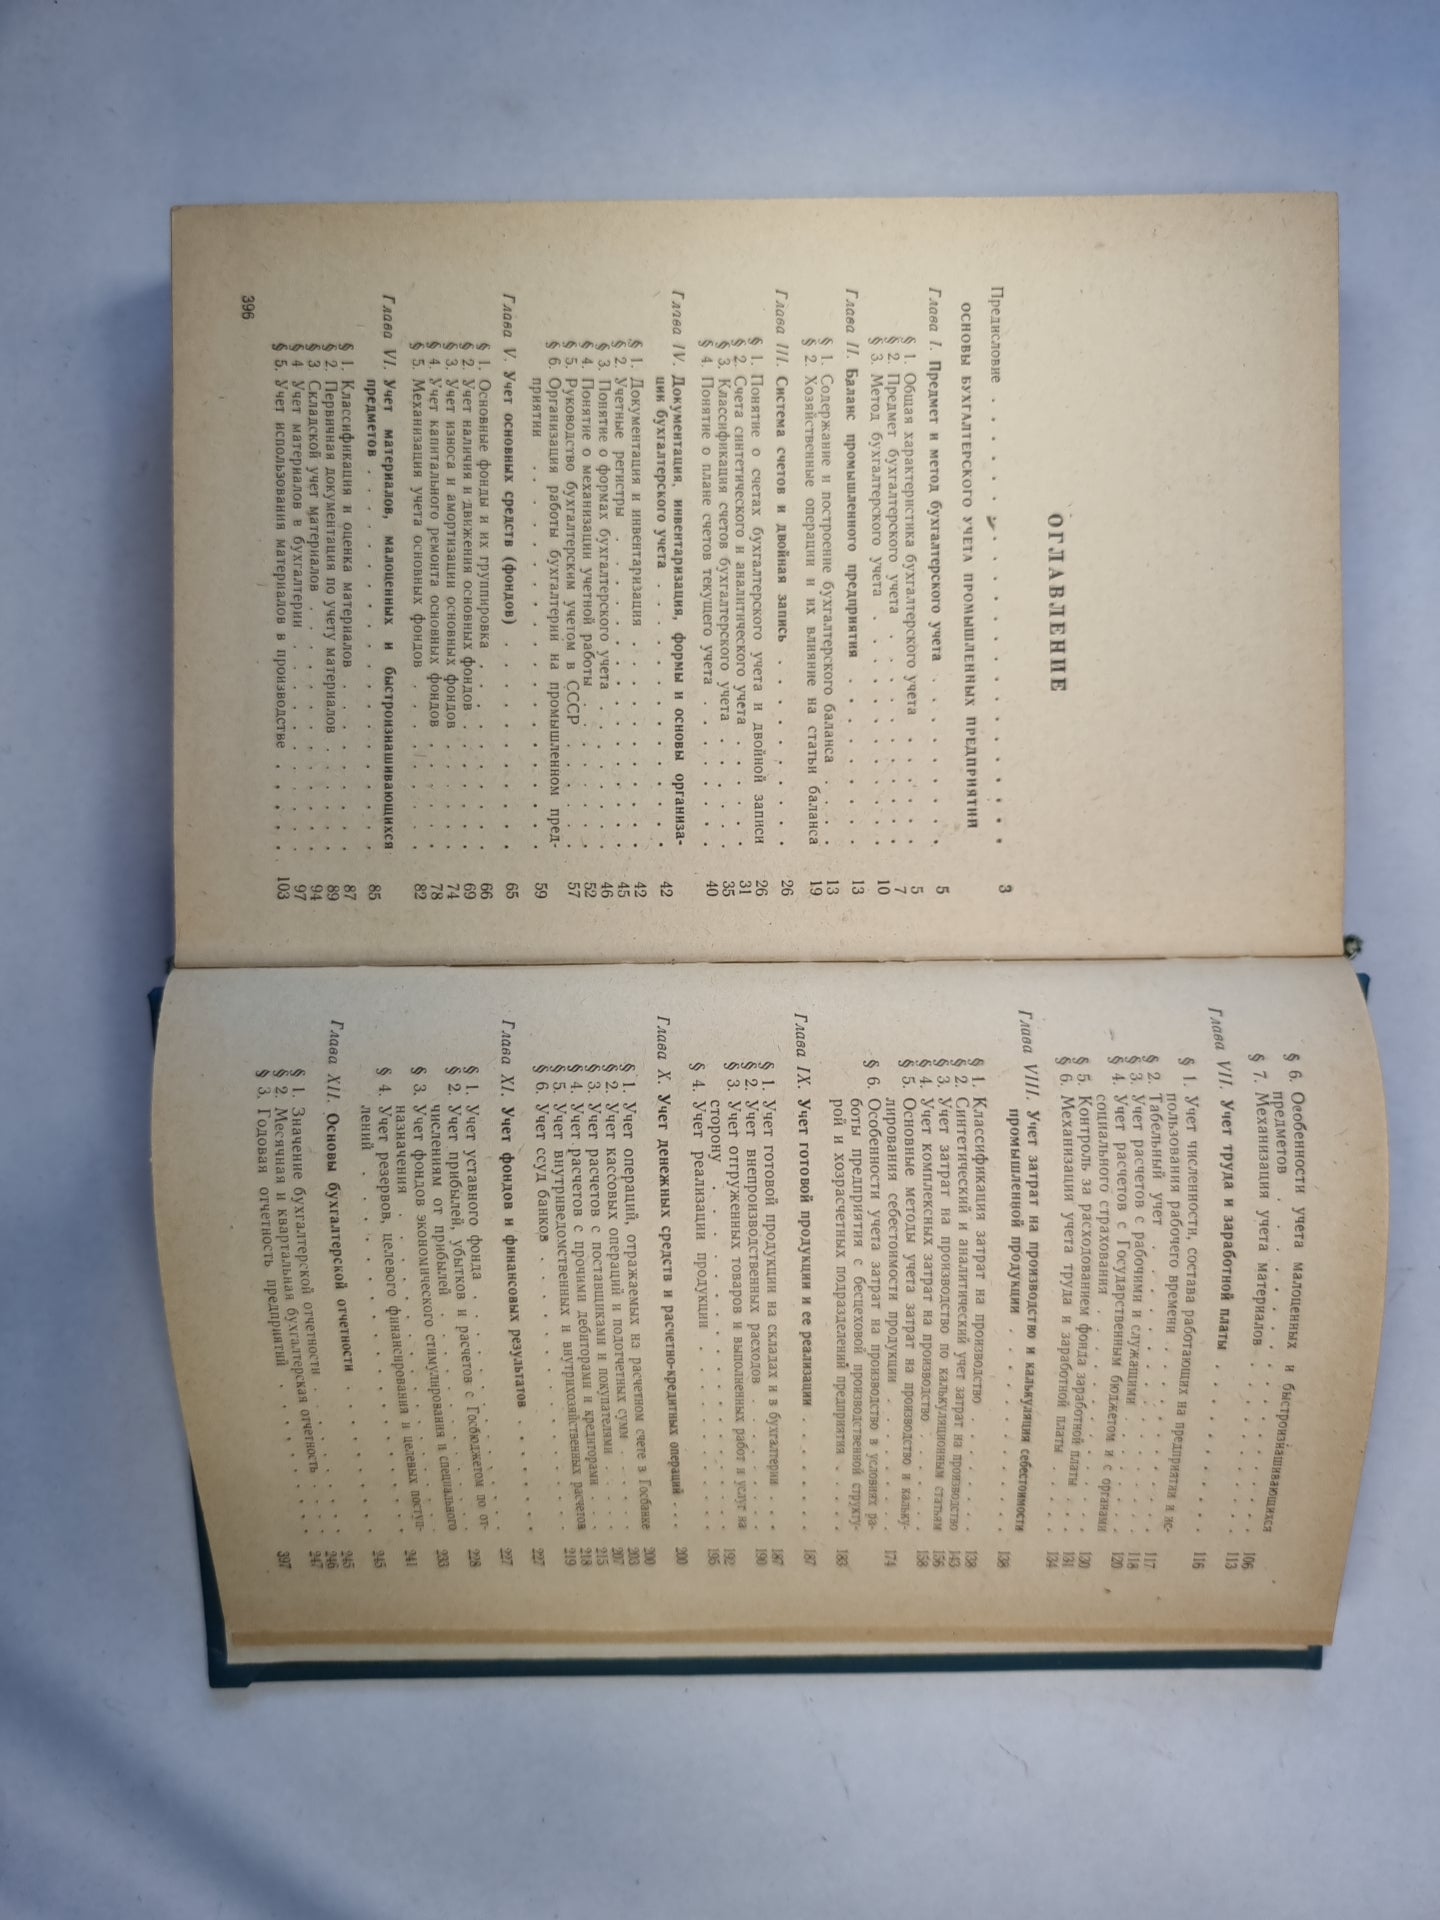 ОГЛАВЛЕНИЕ
Предисловие . . . . . . . . . . . . . . . . . 3
ОСНОВЫ БУХГАЛТЕРСКОГО УЧЕТА ПРОМЫШЛЕННЫХ ПРЕДПРИЯТИЙ
Глава I. Предмет и метод бухгалтерского учета . . . . . . . 5
§ 1. Общая характеристика бухгалтерского учета . . . . . 5
§ 2. Предмет бухгалтерского учета . . . . . . . 7
§ 3. Метод бухгалтерского учета . . . . . . . 10
Глава II. Баланс промышленного предприятия . . . . . . . 13
§ 1. Содержание и построение бухгалтерского баланса . . . . 13
§ 2. Хозяйственные операции и их влияние на статьи баланса 19
Глава III. Система счетов и двойная запись . . . . . . . 26
§ 1. Понятие о счетах бухгалтерского учета и двойной записи 26
§ 2. Счета синтетического и аналитического учета . . . . . 31
§ 3. Классификация счетов бухгалтерского учета . . . . . 35
§ 4. Понятие о плане счетов текущего учета . . . . . . 40
Глава IV. Документация, инвентаризация, формы и основы организа-
ции бухгалтерского учета . . . . . . . . . 42
§ 1. Документация и инвентаризация . . . . . . . 42
§ 2. Учетные регистры . . . . . . . . . 45
§ 3. Понятие о формах бухгалтерского учета . . . . . . 46
§ 4. Понятие о механизации учетной работы . . . . . . 52
§ 5. Руководство бухгалтерским учетом в СССР . . . . . 57
§ 6. Организация работы бухгалтерии на промышленном пред-
приятии . . . . . . . . . . . . 59
Глава V. Учет основных средств (фондов) . . . . . . . 65
§ 1. Основные фонды и их группировка . . . . . . 66
§ 2. Учет наличия и движения основных фондов . . . . . 69
§ 3. Учет износа и амортизации основных фондов . . . . . 74
§ 4. Учет капитального ремонта основных фондов . . . . . 78
§ 5. Механизация учета основных фондов . . . . . . 82
Глава VI. Учет материалов, малоценных и быстроизнашивающихся
предметов . . . . . . . . . . . . 85
§ 1. Классификация и оценка материалов . . . . . . 87
§ 2. Первичная документация по учету материалов . . . . . 89
§ 3 Складской учет материалов . . . . . . . . 94
§ 4 Учет материалов в бухгалтерии . . . . . . . 97
§ 5. Учет использования материалов в производстве . . . . . 103
396
§ 6. Особенности учета малоценных и быстроизнашивающихся
предметов . . . . . . . . . . . . 106
§ 7. Механизация учета материалов . . . . . . . 113
Глава VII. Учет труда и заработной платы . . . . . . . 116
§ 1. Учет численности, состава работающих на предприятии и ис-
пользования рабочего времени . . . . . . . 117
§ 2. Табельный учет . . . . . . . . . . 118
§ 3 Учет расчетов с рабочими и служащими . . . . . . 120
§ 4. Учет расчетов с Государственным бюджетом и с органами
социального страхования . . . . . . . . 130
§ 5. Контроль за расходованием фонда заработной платы . . . 131
§ 6. Механизация учета труда и заработной платы . . . . . 134
Глава VIII. Учет затрат на производство и калькуляция себестоимости
промышленной продукции . . . . . . . . 138
§ 1. Классификация затрат на производство . . . . . . 138
§ 2. Синтетический и аналитический учет затрат на производство 143
§ 3. Учет затрат на производство по калькуляционным статьям 156
§ 4. Учет комплексных затрат на производство . . . . . 158
§ 5. Основные методы учета затрат на производство и кальку-
лирования себестоимости продукции . . . . . . 174
§ 6. Особенности учета затрат на производство в условиях ра-
боты предприятия с бесцеховой производственной структу-
рой и хозрасчетных подразделений предприятия . . . . 183
Глава IX. Учет готовой продукции и ее реализации . . . . . . 187
§ 1. Учет готовой продукции на складах и в бухгалтерии . . . 187
§ 2. Учет внепроизводственных расходов . . . . . . 190
§ 3. Учет отгруженных товаров и выполненных работ и услуг на
сторону . . . . . . . . . . . . 192
§ 4. Учет реализации продукции . . . . . . . . 195
Глава X. Учет денежных средств и расчетно-кредитных операций . . . 200
§ 1. Учет операций, отражаемых на расчетном счете в Госбанке 200
§ 2. Учет кассовых операций и подотчетных сумм . . . . . 203
§ 3 Учет расчетов с поставщиками и покупателями . . . . 207
§ 4. Учет расчетов с прочими дебиторами и кредиторами . . . 215
§ 5. Учет внутриведомственных и внутрихозяйственных расчетов 218
§ 6. Учет ссуд банков . . . . . . . . . 219
Глава XI. Учет фондов и финансовых результатов . . . . . . 227
§ 1. Учет уставного фонда . . . . . . . . . 227
§ 2. Учет прибылей, убытков и расчетов с Госбюджетом по от-
числениям от прибылей . . . . . . . . 228
§ 3. Учет фондов экономического стимулирования и специального
назначения . . . . . . . . . . . 233
§ 4. Учет резервов, целевого финансирования и целевых поступ-
лений . . . . . . . . . . . . 241
Глава XII. Основы бухгалтерской отчетности . . . . . . . 245
§ 1. Значение бухгалтерской отчетности . . . . . . . 245
§ 2. Месячная и квартальная бухгалтерская отчетность . . . . 246
§ 3. Годовая отчетность предприятий . . . . . . . 247
397